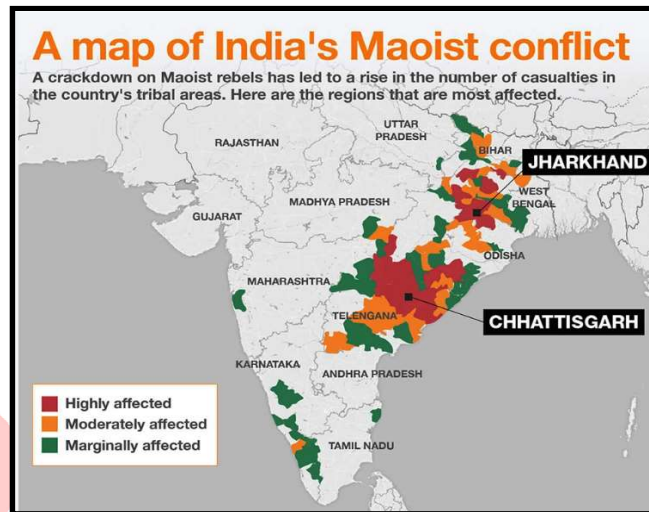 A map of India's Maoist conflict
A crackdown on Maoist rebels has led to a rise in the number of casualties in
the country's tribal areas. Here are the regions that are most affected.
UTTAR
PRADESH
RAJASTHAN
BIHAR
JHARKHAND
WEST
BENGAL
MADHYA PRADESH
GUJARAT
ODISHA
MAHARASHTRA
TELENGANA
CHHATTISGARH
KARNATAKA
ANDHRA PRADESH
Highly affected
Moderately affected
Marginally affected
TAMIL NADU